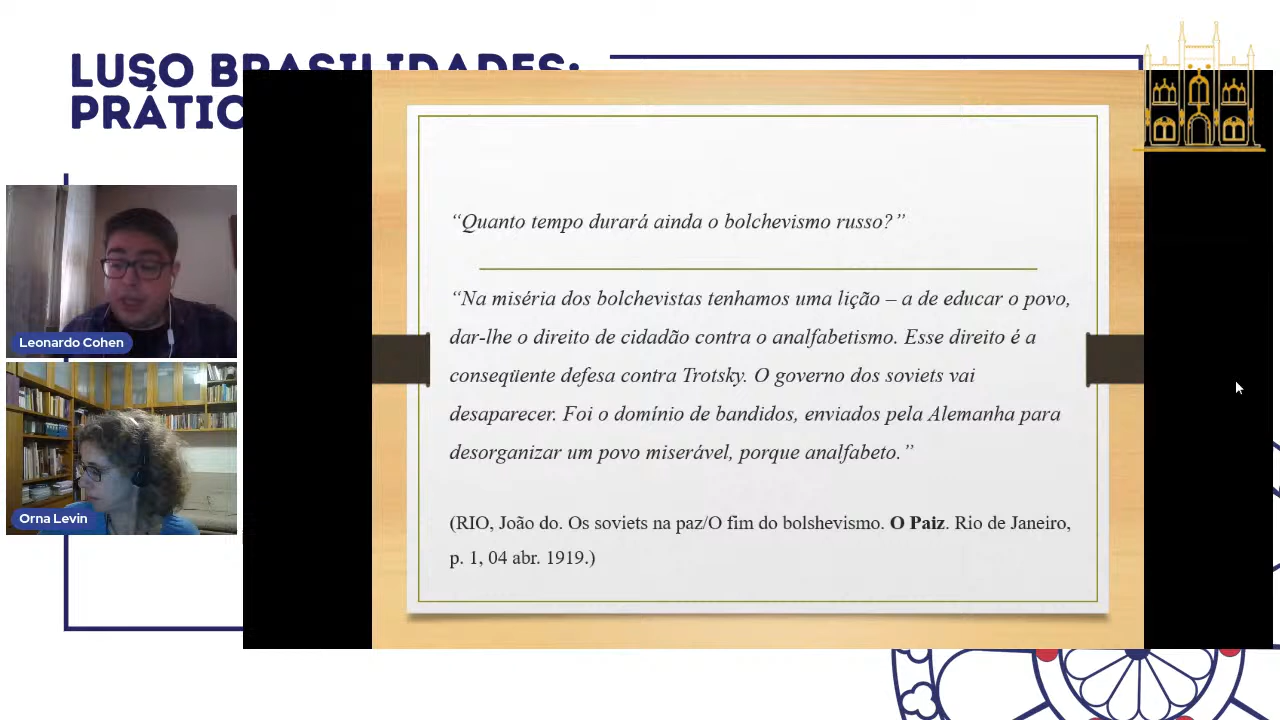 LUSO BRASILIDADES:
PRÁTIC
“Quanto tempo durará ainda o bolchevismo russo?”
“Na miséria dos bolchevistas tenhamos uma lição – a de educar o povo,
dar-lhe o direito de cidadão contra o analfabetismo. Esse direito é a
conseqüente defesa contra Trotsky. O governo dos soviets vai
desaparecer. Foi o domínio de bandidos, enviados pela Alemanha para
desorganizar um povo miserável, porque analfabeto.”
(RIO, João do. Os soviets na paz/O fim do bolshevismo. O Paiz. Rio de Janeiro,
p. 1, 04 abr. 1919.)
Leonardo Cohen
Orna Levin